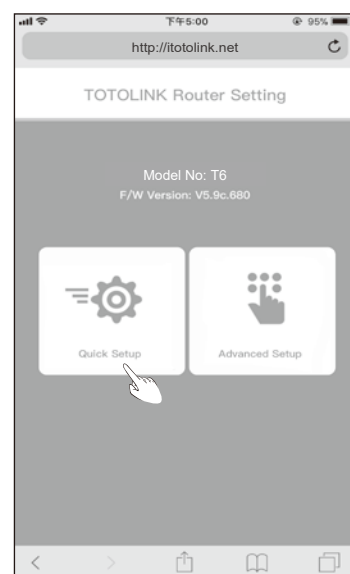 下午5:00
95%
http://itotolink.net
TOTOLINK Router Setting
Model No: T6
F/W Version: V5.9c.680
Quick Setup
Advanced Setup